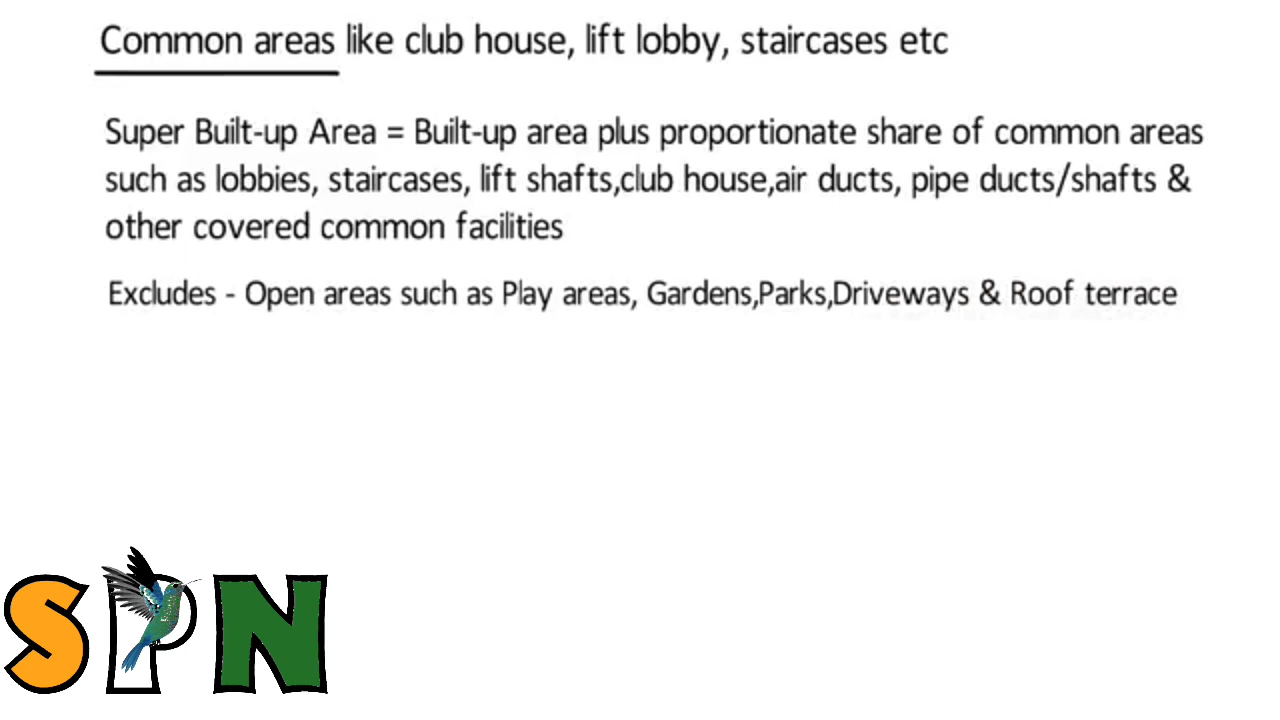 Common areas like club house, lift lobby, staircases etc
Super Built-up Area = Built-up area plus proportionate share of common areas
such as lobbies, staircases, lift shafts,club house,air ducts, pipe ducts/shafts &
other covered common facilities
Excludes - Open areas such as Play areas, Gardens,Parks,Driveways & Roof terrace
SPN